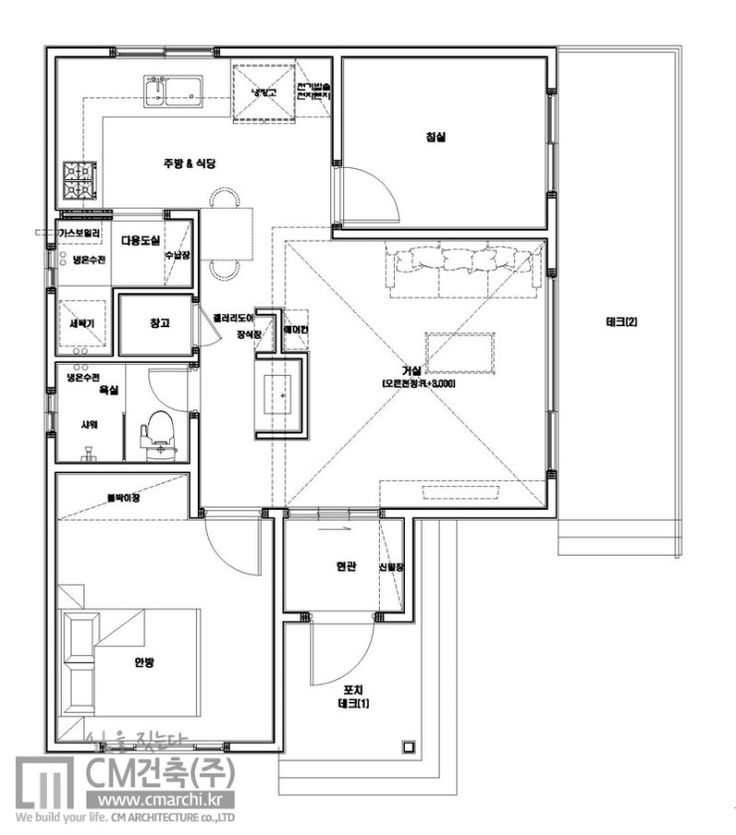 냉장고
전기밥솥
전자렌지
침실
주방 & 식당
가스보일러
다용도실
냉온수전
수납장
세탁기
창고
갤러리도어
장식장
에어컨
거실
(오픈천정:FL+3,000)
테크(2)
냉온수전
욕실
샤워
붙박이장
현관
신발장
안방
포치
테크(1)
삶을 짓는다
CM건축(주)
www.cmarchi.kr
We build your life. CM ARCHITECTURE co.,LTD